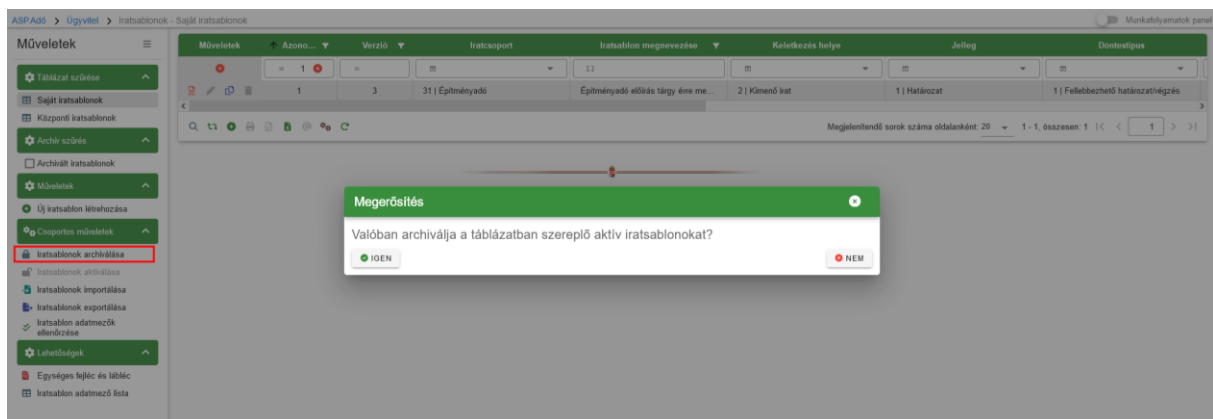 ASP.Adó > Ügyvitel > Iratsablonok - Saját iratsablonok
Munkafolyamatok panel
Műveletek
Táblázat szűrése
Saját iratsablonok
Központi iratsablonok
Archív szűrés
Archivált iratsablonok
Műveletek
Új iratsablon létrehozása
Csoportos műveletek
Iratsablonok archiválása
Iratsablonok aktiválása
Iratsablonok importálása
Iratsablonok exportálása
Iratsablon adatmezők
ellenőrzése
Lehetőségek
Egységes fejléc és lábléc
Iratsablon adatmező lista
Műveletek Azono... Verzió Iratcsoport Iratsablon megnevezése Keletkezés helye Jelleg Döntéstípus
= 1 =
1 3 31 | Építményadó Építményadó előírás tárgy érre me... 2 | Kimenő irat 1 | Határozat 1 | Fellebbezhető határozat/végzés
Megjelenítendő sorok száma oldalanként: 20 1 - 1, összesen: 1 |< < 1 > >|
Megerősítés
Valóban archiválja a táblázatban szereplő aktív iratsablonokat?
IGEN
NEM